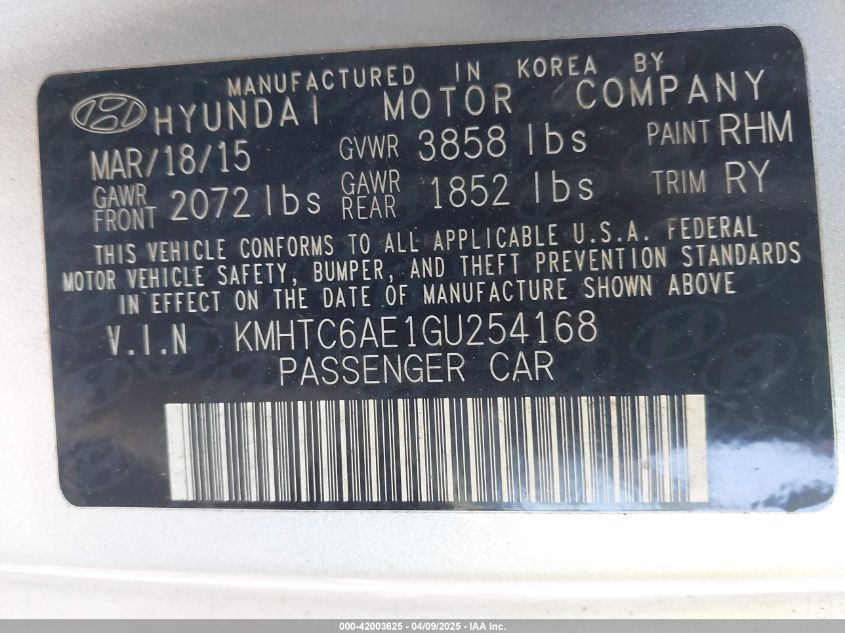 MANUFACTURED IN KOREA BY
HYUNDAI MOTOR COMPANY
MAR/18/15 GVWR 3858 lbs PAINT RHM
GAWR FRONT 2072 lbs GAWR REAR 1852 lbs TRIM RY
THIS VEHICLE CONFORMS TO ALL APPLICABLE U.S.A. FEDERAL
MOTOR VEHICLE SAFETY, BUMPER, AND THEFT PREVENTION STANDARDS
IN EFFECT ON THE DATE OF MANUFACTURE SHOWN ABOVE
V.I.N KMHTC6AE1GU254168
PASSENGER CAR
000-42003625 - 04/09/2025 - IAA Inc.